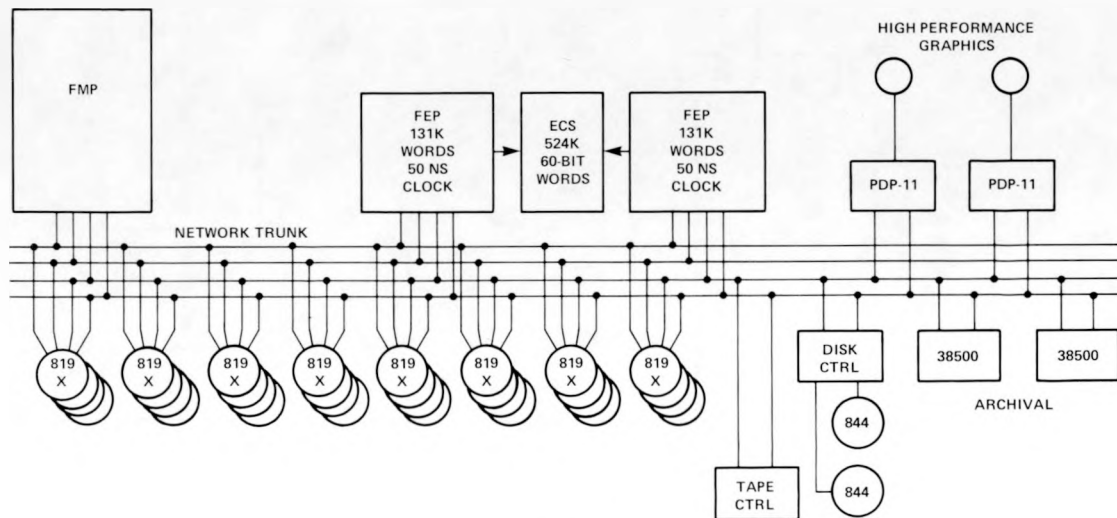 HIGH PERFORMANCE
GRAPHICS
FMP
FEP
131K
WORDS
50 NS
CLOCK
ECS
524K
60-BIT
WORDS
FEP
131K
WORDS
50 NS
CLOCK
PDP-11
PDP-11
NETWORK TRUNK
819
X
819
X
819
X
819
X
819
X
819
X
819
X
819
X
DISK
CTRL
38500
38500
ARCHIVAL
844
844
TAPE
CTRL